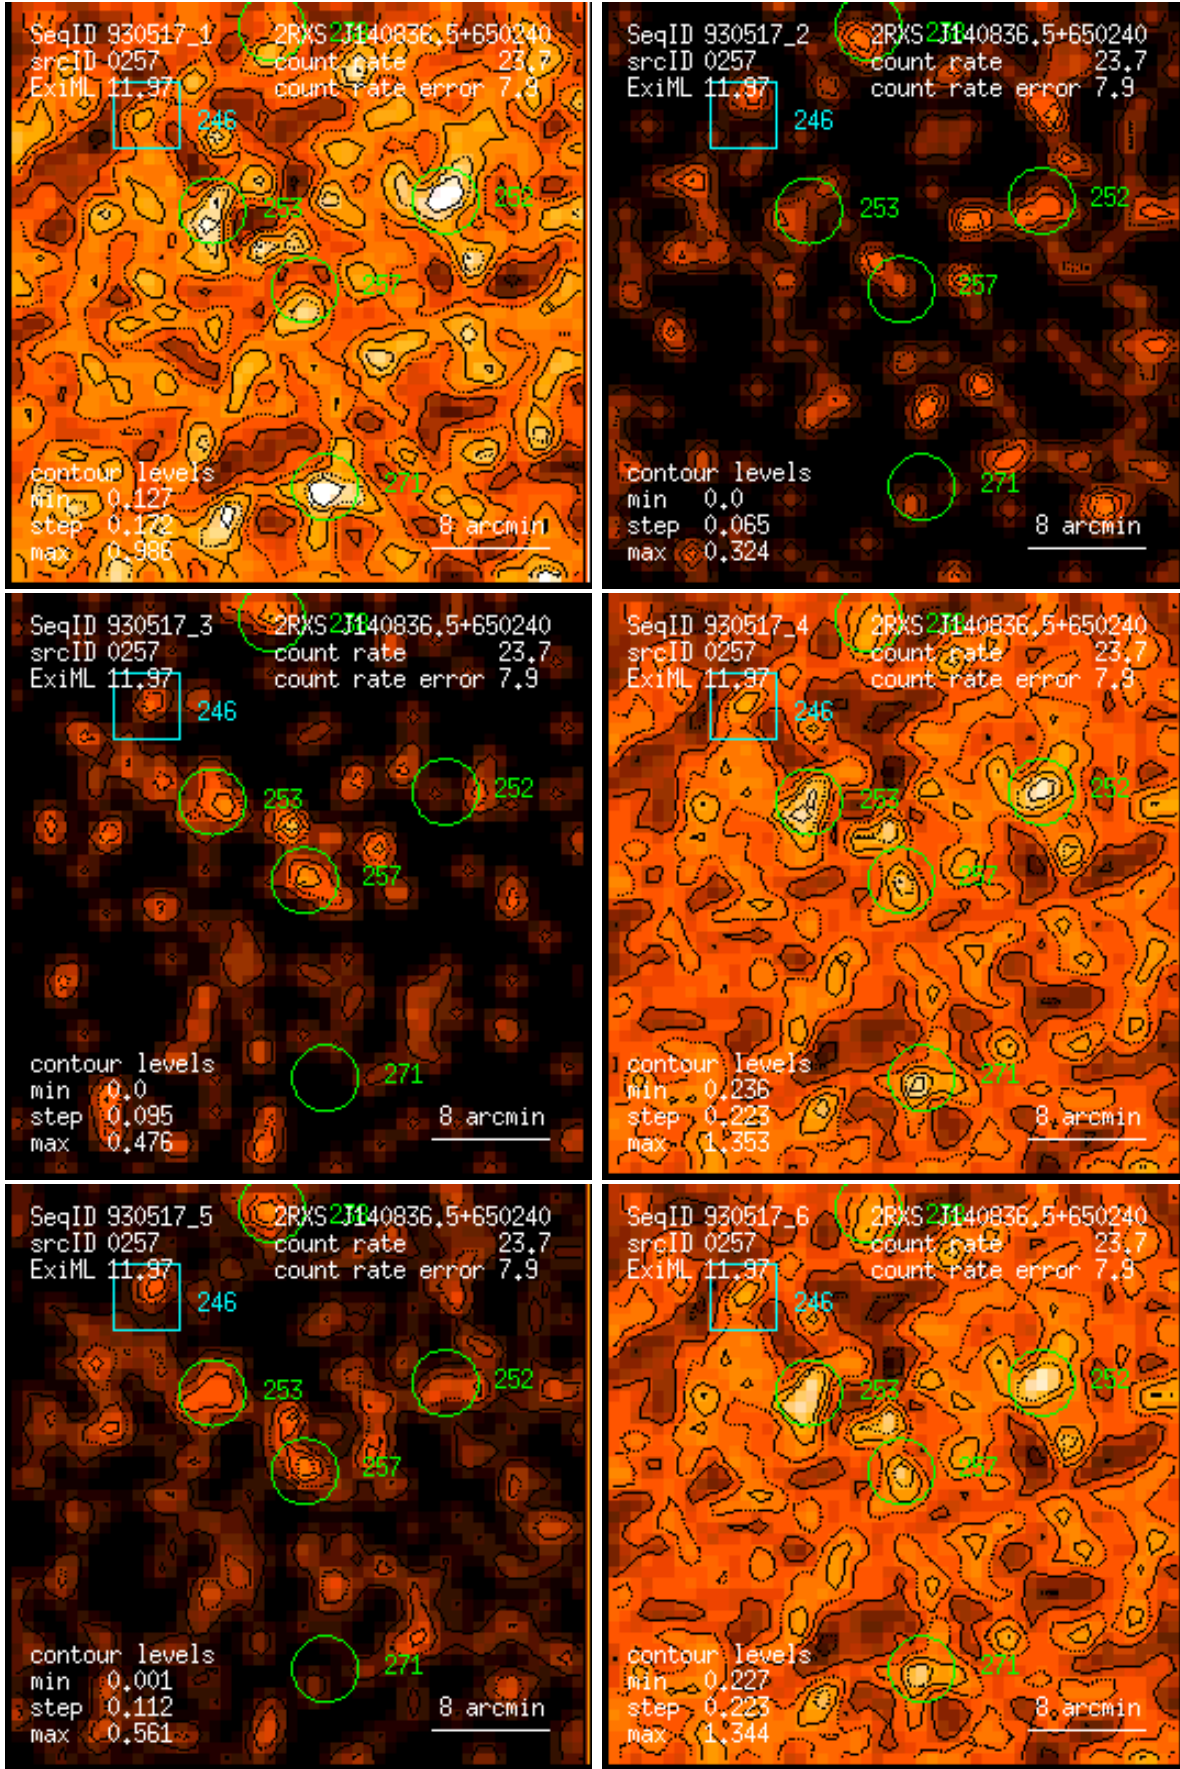 SeqID 930517_1 2RXS J140836.5+650240
srcID 0257 count rate 23.7
ExiML 11.97 count rate error 7.9
246
252
253
257
contour levels
271
min 0.127
step 0.172
8 arcmin
max 0.986
SeqID 930517_2 2RXS J140836.5+650240
srcID 0257 count rate 23.7
ExiML 11.97 count rate error 7.9
246
252
253
257
contour levels
271
min 0.0
step 0.065
8 arcmin
max 0.324
SeqID 930517_3 2RXS J140836.5+650240
srcID 0257 count rate 23.7
ExiML 11.97 count rate error 7.9
246
252
253
257
contour levels
271
min 0.0
step 0.095
8 arcmin
max 0.476
SeqID 930517_4 2RXS J140836.5+650240
srcID 0257 count rate 23.7
ExiML 11.97 count rate error 7.9
246
252
253
257
contour levels
271
min 0.236
step 0.223
8 arcmin
max 1.353
SeqID 930517_5 2RXS J140836.5+650240
srcID 0257 count rate 23.7
ExiML 11.97 count rate error 7.9
246
252
253
257
contour levels
271
min 0.001
step 0.112
8 arcmin
max 0.561
SeqID 930517_6 2RXS J140836.5+650240
srcID 0257 count rate 23.7
ExiML 11.97 count rate error 7.9
246
252
253
257
contour levels
271
min 0.227
step 0.223
8 arcmin
max 1.344